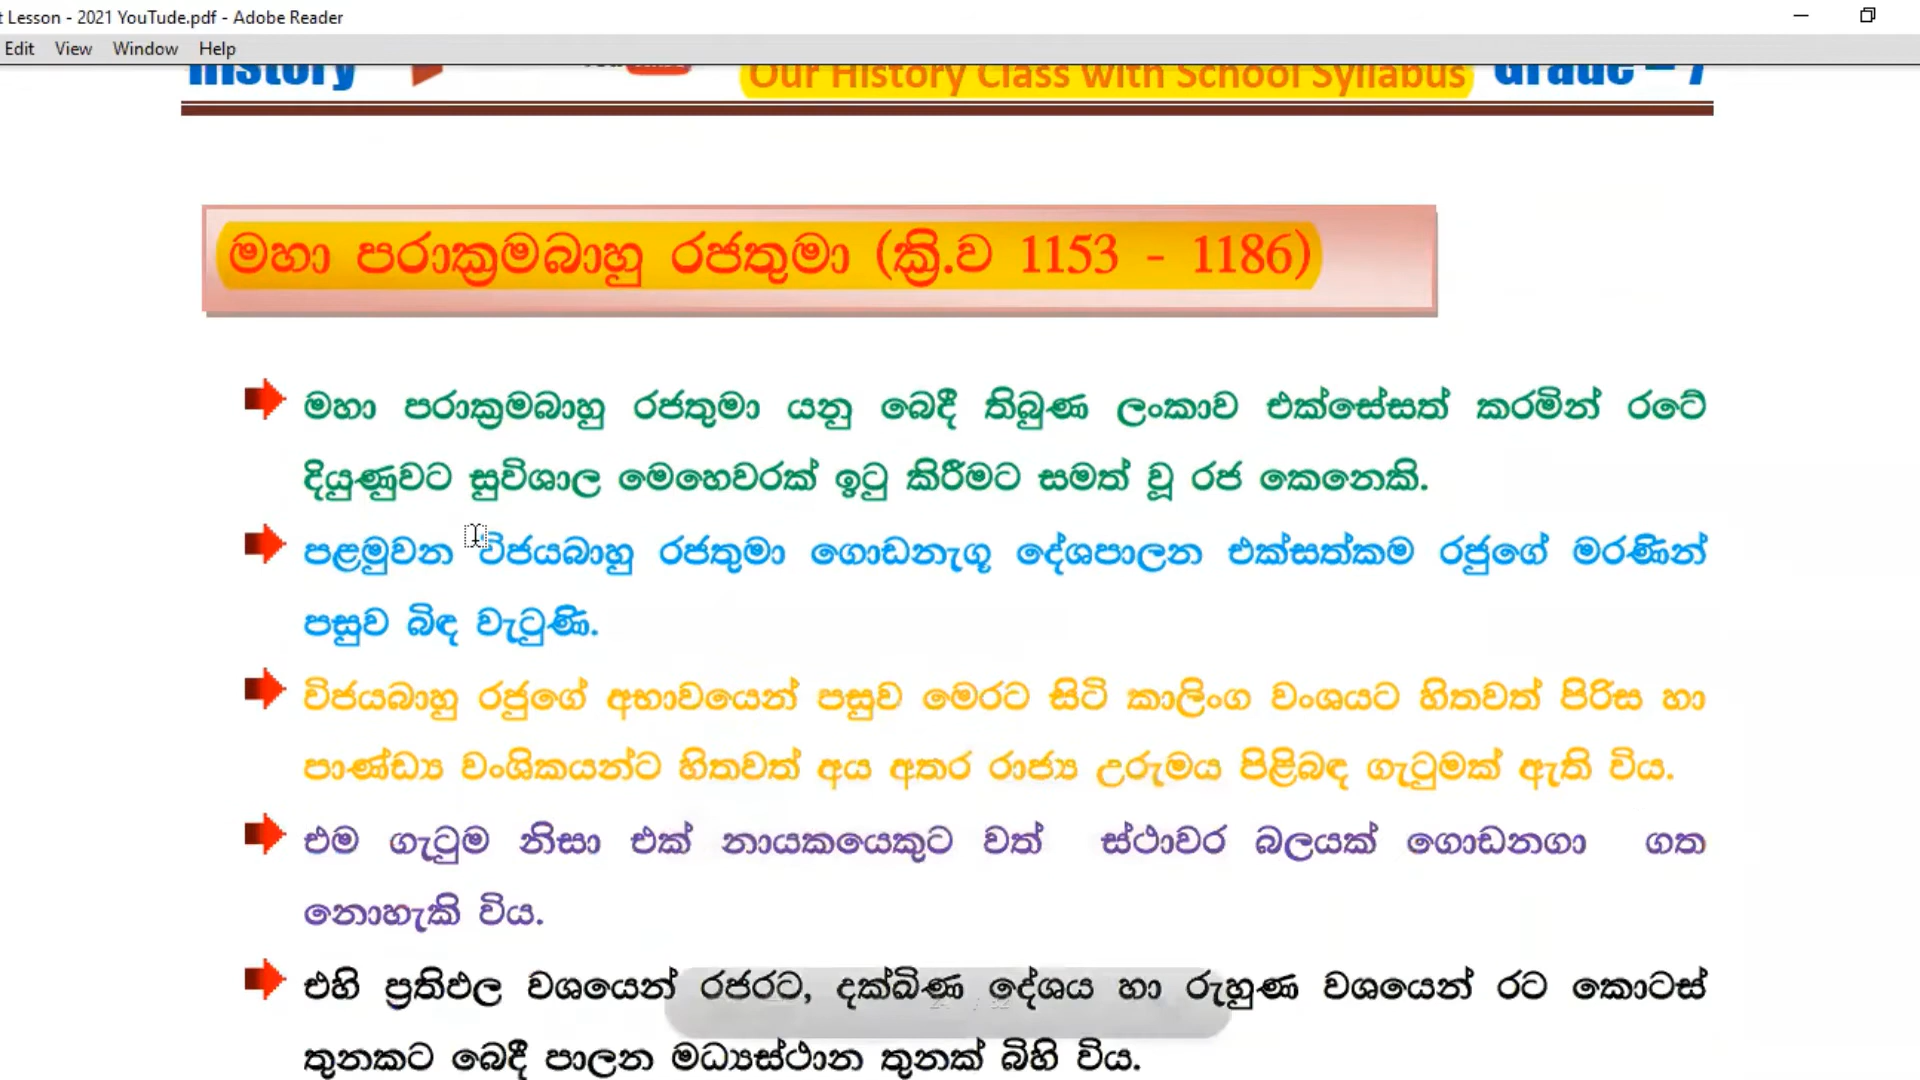 t Lesson - 2021 YouTude.pdf - Adobe Reader
Edit View Window Help
History Our History Class with School Syllabus Grade – 7
මහා පරාක්‍රමබාහු රජතුමා (ක්‍රි.ව 1153 - 1186)
මහා පරාක්‍රමබාහු රජතුමා යනු බෙදී තිබුණ ලංකාව එක්සේසත් කරමින් රටේ
දියුණුවට සුවිශාල මෙහෙවරක් ඉටු කිරීමට සමත් වූ රජ කෙනෙකි.
පළමුවන විජයබාහු රජතුමා ගොඩනැගූ දේශපාලන එක්සත්කම රජුගේ මරණින්
පසුව බිඳ වැටුණි.
විජයබාහු රජුගේ අභාවයෙන් පසුව මෙරට සිටි කාලිංග වංශයට හිතවත් පිරිස හා
පාණ්ඩ්‍ය වංශිකයන්ට හිතවත් අය අතර රාජ්‍ය උරුමය පිළිබඳ ගැටුමක් ඇති විය.
එම ගැටුම නිසා එක් නායකයෙකුට වත් ස්ථාවර බලයක් ගොඩනගා ගත
නොහැකි විය.
එහි ප්‍රතිඵල වශයෙන් රජරට, දක්ඛිණ දේශය හා රුහුණ වශයෙන් රට කොටස්
තුනකට බෙදී පාලන මධ්‍යස්ථාන තුනක් බිහි විය.